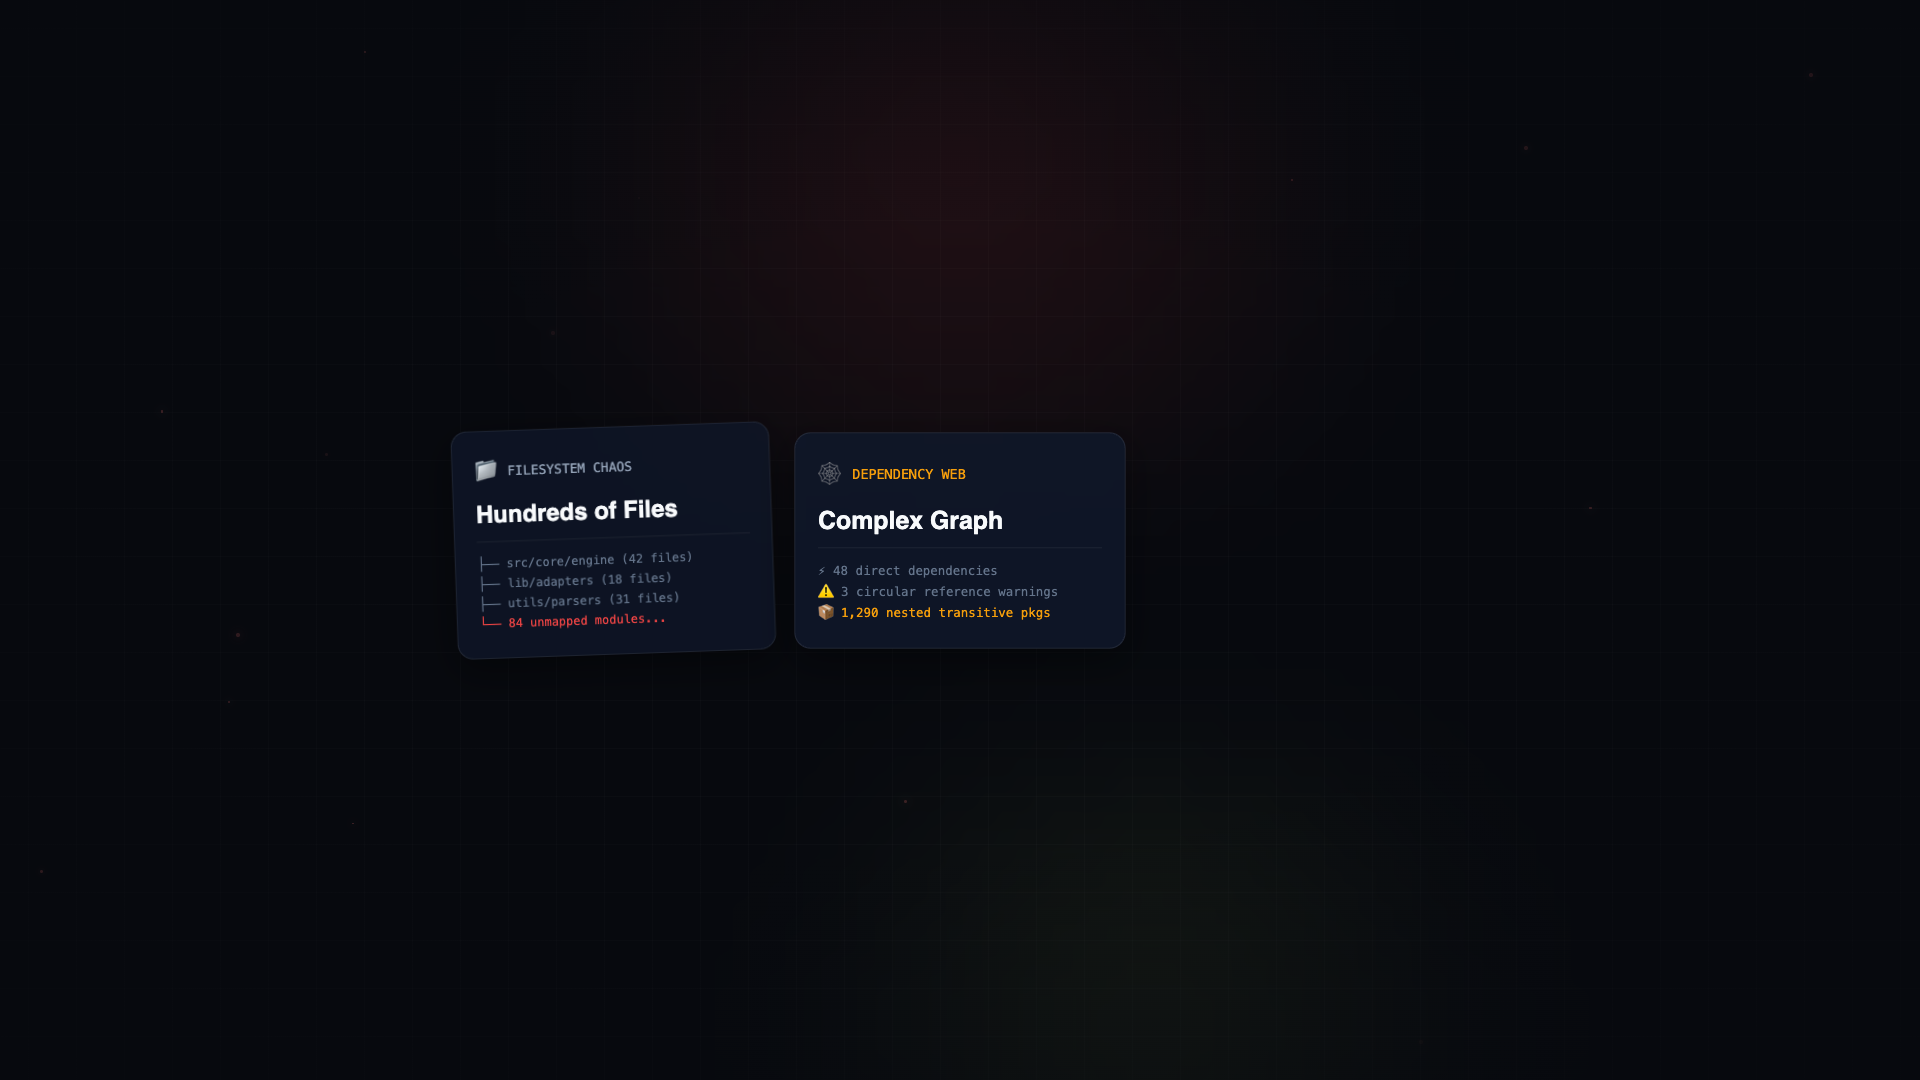 FILESYSTEM CHAOS
Hundreds of Files
├── src/core/engine (42 files)
├── lib/adapters (18 files)
├── utils/parsers (31 files)
└── 84 unmapped modules...
DEPENDENCY WEB
Complex Graph
⚡ 48 direct dependencies
⚠️ 3 circular reference warnings
📦 1,290 nested transitive pkgs